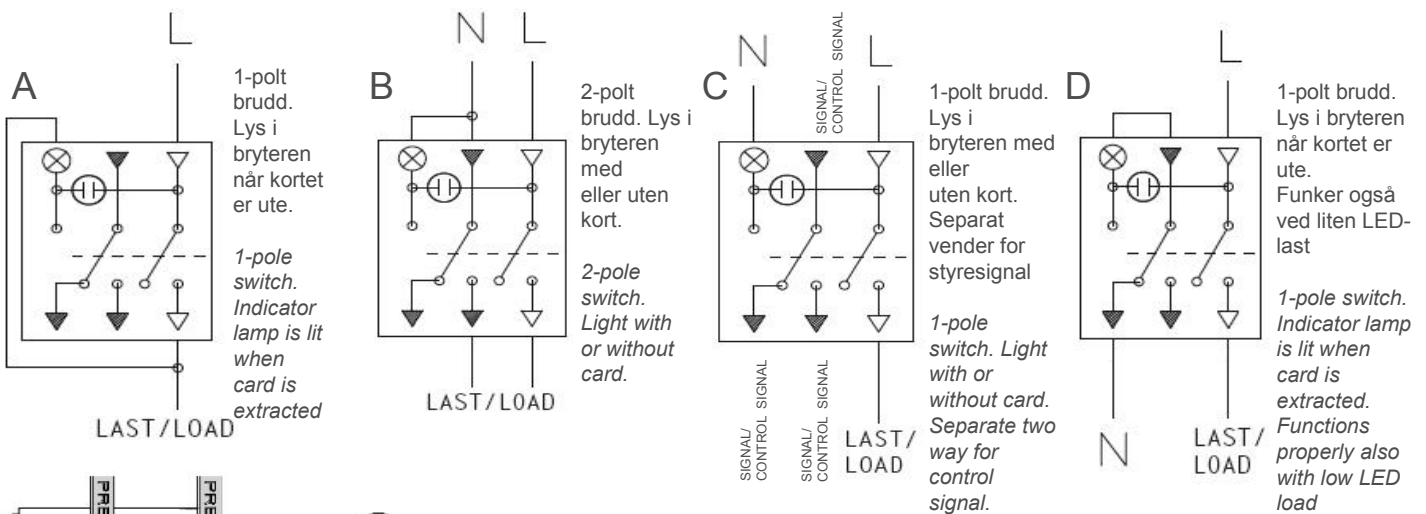 A
L
1-polt
brudd.
Lys i
bryteren
når kortet
er ute.
1-pole
switch.
Indicator
lamp is lit
when
card is
extracted
LAST/LOAD
B
N L
2-polt
brudd. Lys i
bryteren
med
eller uten
kort.
2-pole
switch.
Light with
or without
card.
LAST/LOAD
C
N
SIGNAL/
CONTROL SIGNAL
L
1-polt brudd.
Lys i
bryteren med
eller
uten kort.
Separat
vender for
styresignal
1-pole
switch. Light
with or
without card.
Separate two
way for
control
signal.
SIGNAL/
CONTROL SIGNAL
SIGNAL/
CONTROL SIGNAL
LAST/
LOAD
D
L
1-polt brudd.
Lys i bryteren
når kortet er
ute.
Funker også
ved liten LED-
last
1-pole switch.
Indicator lamp
is lit when
card is
extracted.
Functions
properly also
with low LED
load
N
LAST/
LOAD
PRE
PRE